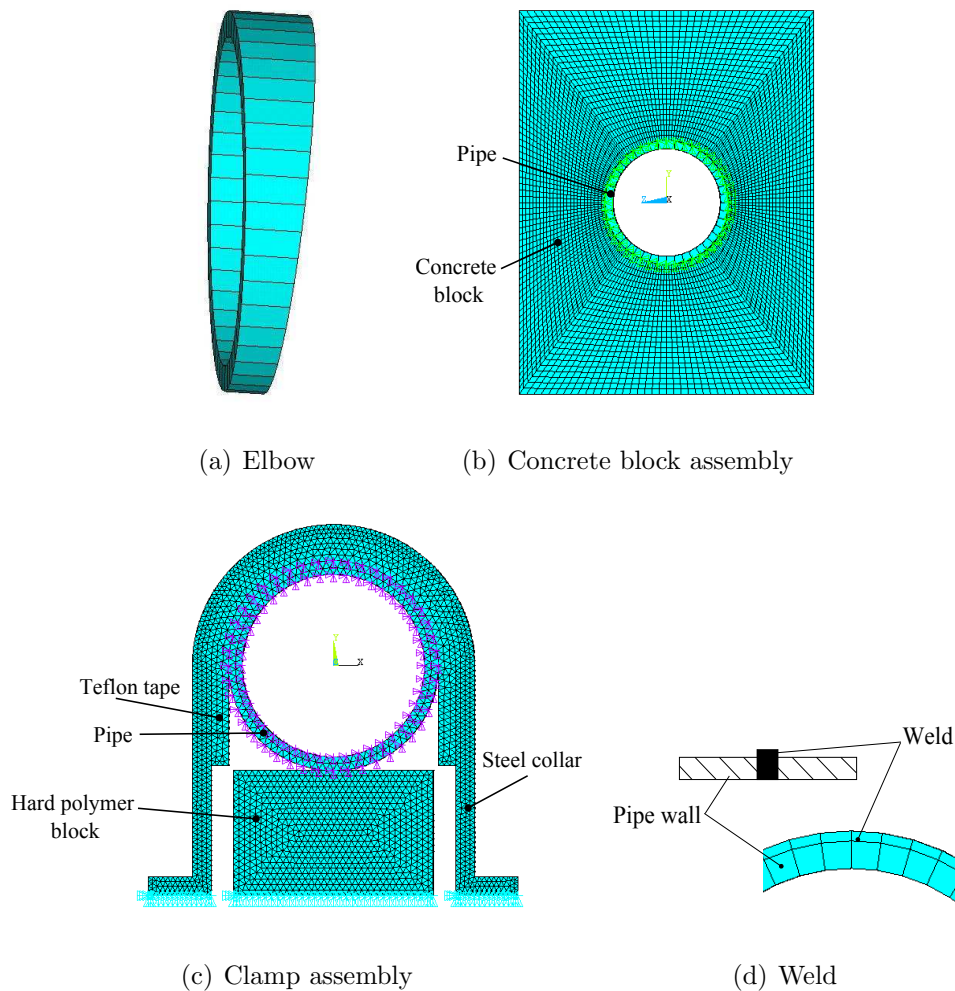 Pipe
Y
Z
X
Concrete
block
(a) Elbow
(b) Concrete block assembly
Y
X
Teflon tape
Pipe
Hard polymer
block
Steel collar
Weld
Pipe wall
(c) Clamp assembly
(d) Weld